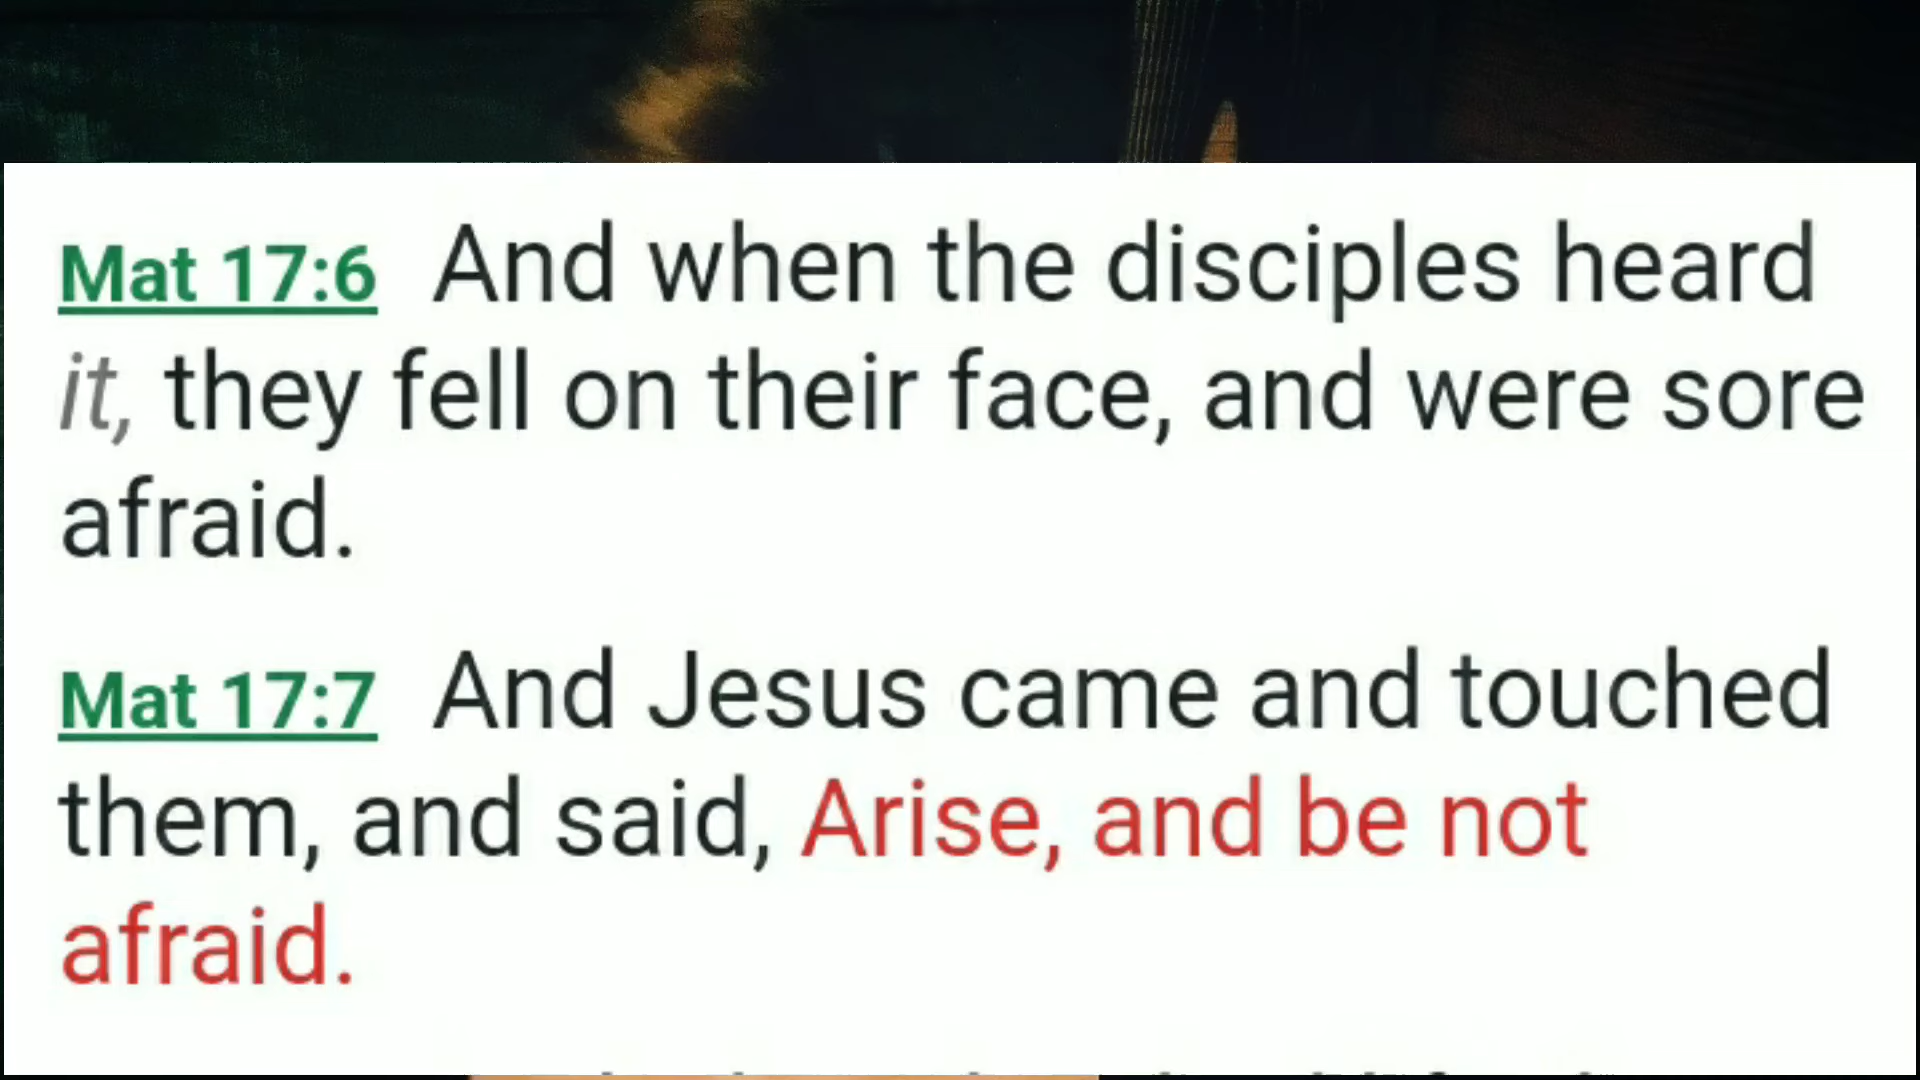 Mat 17:6 And when the disciples heard
it, they fell on their face, and were sore
afraid.
Mat 17:7 And Jesus came and touched
them, and said, Arise, and be not
afraid.